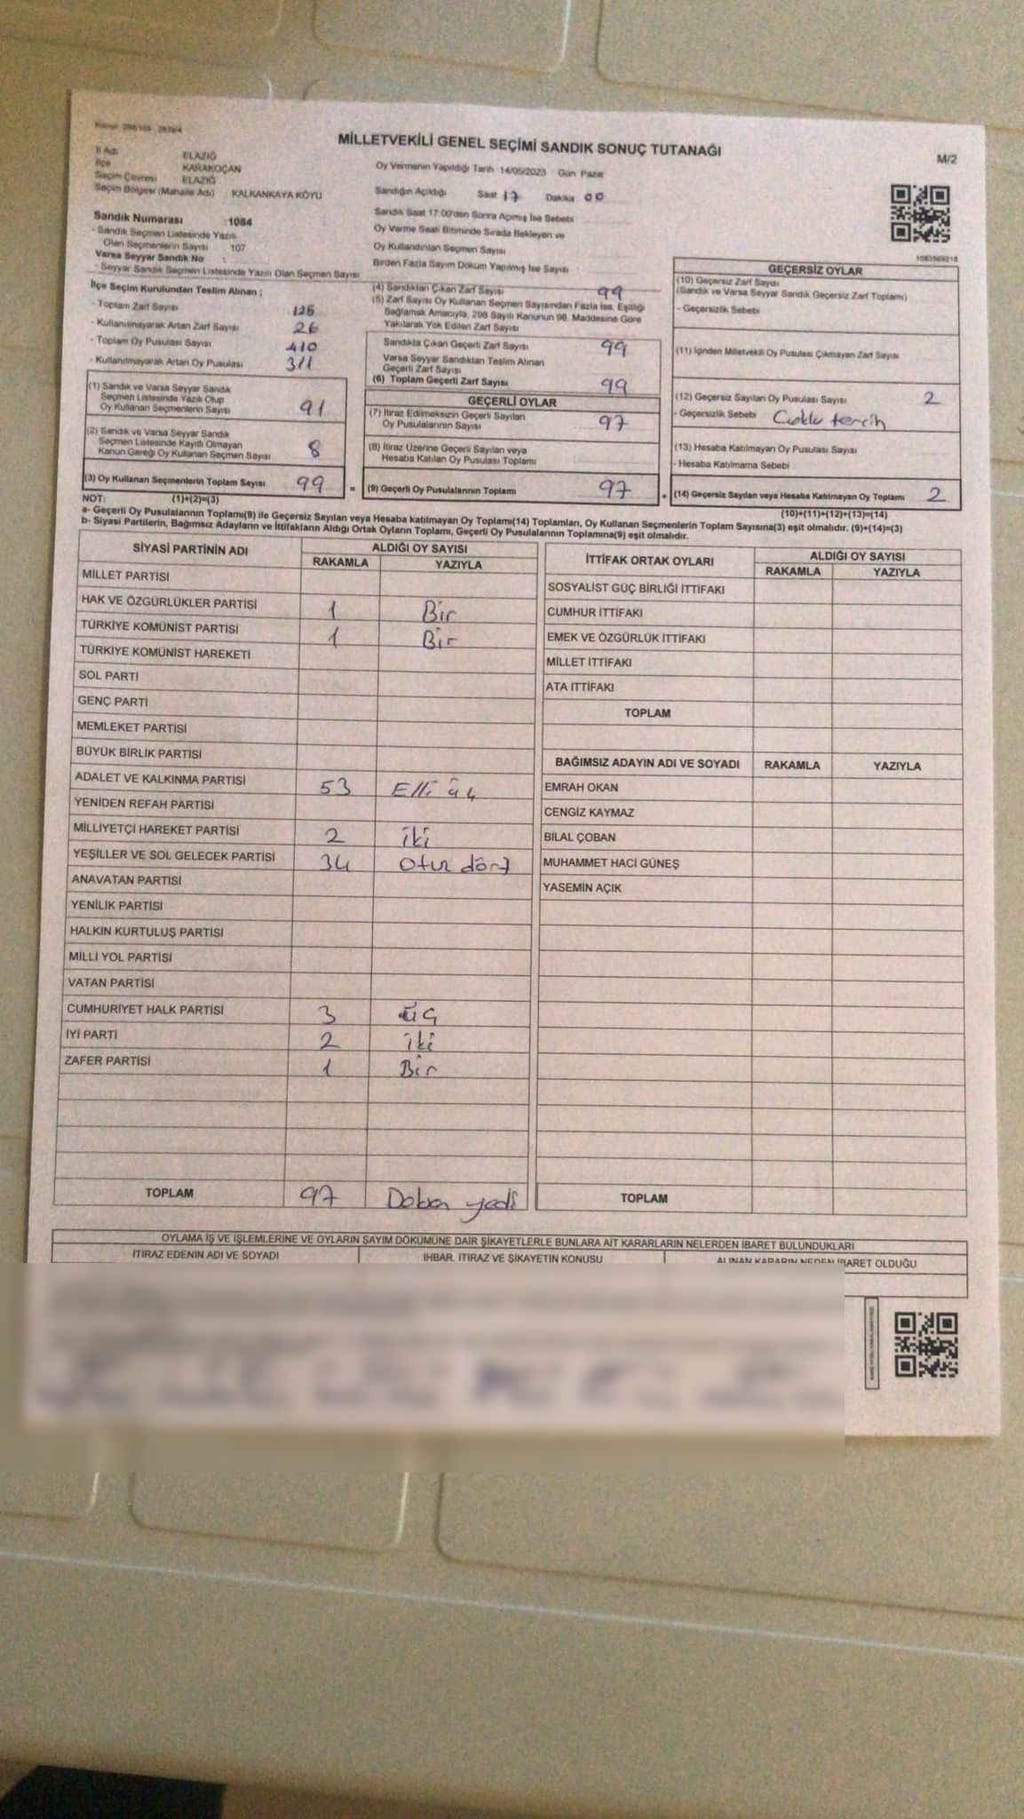 MİLLETVEKİLİ GENEL SEÇİMİ SANDIK SONUÇ TUTANAĞI
M/2
İl Adı ELAZIĞ
İlçe KARAKOÇAN
Seçim Çevresi ELAZIĞ
Seçim Bölgesi (Mahalle Adı) KALKANKAYA KÖYÜ
Oy Vermenin Yapıldığı Tarih 14/05/2023 Gün Pazar
Sandığın Açıldığı Saat 17 Dakika 00
Sandık Saat 17:00'den Sonra Açılmış İse Sebebi
Oy Verme Saati Bitiminde Sırada Bekleyen ve
Oy Kullandırılan Seçmen Sayısı
Birden Fazla Sayım Döküm Yapılmış İse Sayısı
Sandık Numarası : 1084
- Sandık Seçmen Listesinde Yazılı
Olan Seçmenlerin Sayısı 107
Varsa Seyyar Sandık No :
- Seyyar Sandık Seçmen Listesinde Yazılı Olan Seçmen Sayısı
İlçe Seçim Kurulundan Teslim Alınan ;
- Toplam Zarf Sayısı 125
- Kullanılmayarak Artan Zarf Sayısı 26
- Toplam Oy Pusulası Sayısı 410
- Kullanılmayarak Artan Oy Pusulası 311
(1) Sandık ve Varsa Seyyar Sandık
Seçmen Listesinde Yazılı Olup
Oy Kullanan Seçmenlerin Sayısı 91
(2) Sandık ve Varsa Seyyar Sandık
Seçmen Listesinde Kayıtlı Olmayan
Kanun Gereği Oy Kullanan Seçmen Sayısı 8
(3) Oy Kullanan Seçmenlerin Toplam Sayısı 99
(4) Sandıktan Çıkan Zarf Sayısı 99
(5) Zarf Sayısı Oy Kullanan Seçmen Sayısından Fazla İse, Eşitliği
Sağlamak Amacıyla, 298 Sayılı Kanunun 98. Maddesine Göre
Yakılarak Yok Edilen Zarf Sayısı
Sandıkta Çıkan Geçerli Zarf Sayısı 99
Varsa Seyyar Sandıktan Teslim Alınan
Geçerli Zarf Sayısı
(6) Toplam Geçerli Zarf Sayısı 99
GEÇERLİ OYLAR
(7) İtiraz Edilmeksizin Geçerli Sayılan
Oy Pusulalarının Sayısı 97
(8) İtiraz Üzerine Geçerli Sayılan veya
Hesaba Katılan Oy Pusulası Toplamı
= (9) Geçerli Oy Pusulalarının Toplamı 97
GEÇERSİZ OYLAR
(10) Geçersiz Zarf Sayısı
(Sandık ve Varsa Seyyar Sandık Geçersiz Zarf Toplamı)
- Geçersizlik Sebebi
(11) İçinden Milletvekili Oy Pusulası Çıkmayan Zarf Sayısı
(12) Geçersiz Sayılan Oy Pusulası Sayısı 2
- Geçersizlik Sebebi Çoklu tercih
(13) Hesaba Katılmayan Oy Pusulası Sayısı
- Hesaba Katılmama Sebebi
+ (14) Geçersiz Sayılan veya Hesaba Katılmayan Oy Toplamı 2
NOT: (1)+(2)=(3)
(10)+(11)+(12)+(13)=(14)
a- Geçerli Oy Pusulalarının Toplamı(9) ile Geçersiz Sayılan veya Hesaba katılmayan Oy Toplamı(14) Toplamları, Oy Kullanan Seçmenlerin Toplam Sayısına(3) eşit olmalıdır. (9)+(14)=(3)
b- Siyasi Partilerin, Bağımsız Adayların ve İttifakların Aldığı Ortak Oyların Toplamı, Geçerli Oy Pusulalarının Toplamına(9) eşit olmalıdır.
SİYASİ PARTİNİN ADI ALDIĞI OY SAYISI
RAKAMLA YAZIYLA
MİLLET PARTİSİ
HAK VE ÖZGÜRLÜKLER PARTİSİ 1 Bir
TÜRKİYE KOMÜNİST PARTİSİ 1 Bir
TÜRKİYE KOMÜNİST HAREKETİ
SOL PARTİ
GENÇ PARTİ
MEMLEKET PARTİSİ
BÜYÜK BİRLİK PARTİSİ
ADALET VE KALKINMA PARTİSİ 53 Elli üç
YENİDEN REFAH PARTİSİ
MİLLİYETÇİ HAREKET PARTİSİ 2 iki
YEŞİLLER VE SOL GELECEK PARTİSİ 34 otuz dört
ANAVATAN PARTİSİ
YENİLİK PARTİSİ
HALKIN KURTULUŞ PARTİSİ
MİLLİ YOL PARTİSİ
VATAN PARTİSİ
CUMHURİYET HALK PARTİSİ 3 üç
İYİ PARTİ 2 iki
ZAFER PARTİSİ 1 Bir
TOPLAM 97 Doksan yedi
İTTİFAK ORTAK OYLARI ALDIĞI OY SAYISI
RAKAMLA YAZIYLA
SOSYALİST GÜÇ BİRLİĞİ İTTİFAKI
CUMHUR İTTİFAKI
EMEK VE ÖZGÜRLÜK İTTİFAKI
MİLLET İTTİFAKI
ATA İTTİFAKI
TOPLAM
BAĞIMSIZ ADAYIN ADI VE SOYADI RAKAMLA YAZIYLA
EMRAH OKAN
CENGİZ KAYMAZ
BİLAL ÇOBAN
MUHAMMET HACI GÜNEŞ
YASEMİN AÇIK
TOPLAM
OYLAMA İŞ VE İŞLEMLERİNE VE OYLARIN SAYIM DÖKÜMÜNE DAİR ŞİKAYETLERLE BUNLARA AİT KARARLARIN NELERDEN İBARET BULUNDUKLARI
İTİRAZ EDENİN ADI VE SOYADI İHBAR, İTİRAZ VE ŞİKAYETİN KONUSU ALINAN KARARIN NEDEN İBARET OLDUĞU